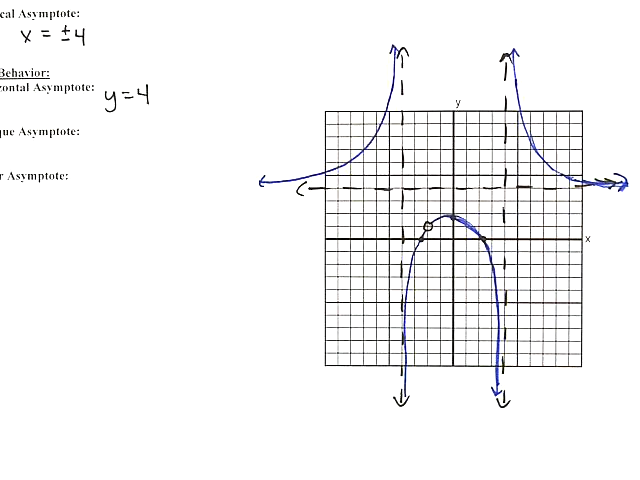 cal Asymptote:
x = ±4
Behavior:
zontal Asymptote: y=4
que Asymptote:
r Asymptote:
y
x